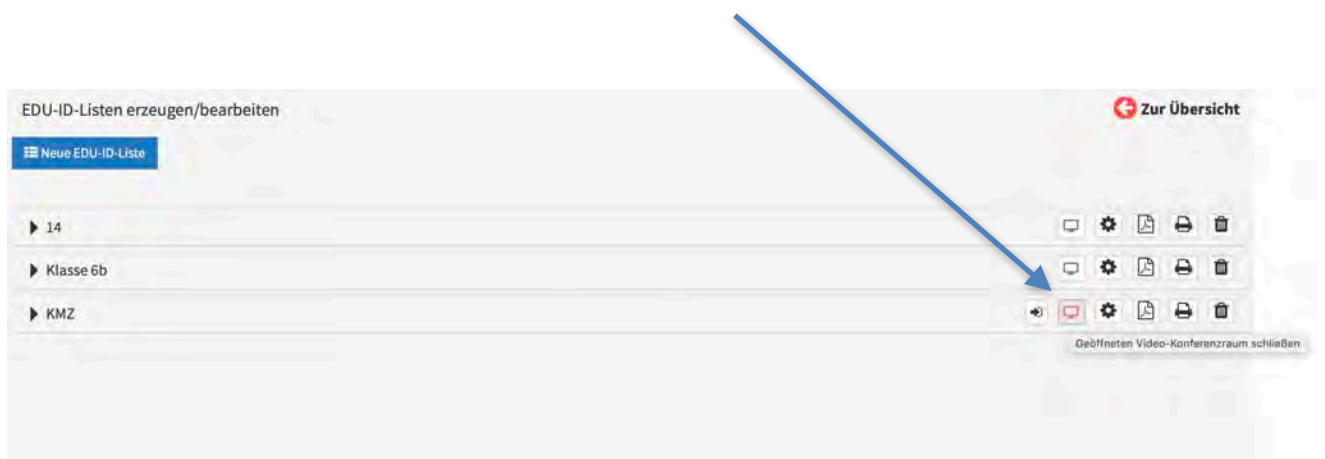 EDU-ID-Listen erzeugen/bearbeiten
Zur Übersicht
Neue EDU-ID-Liste
14
Klasse 6b
KMZ
Geöffneten Video-Konferenzraum schließen